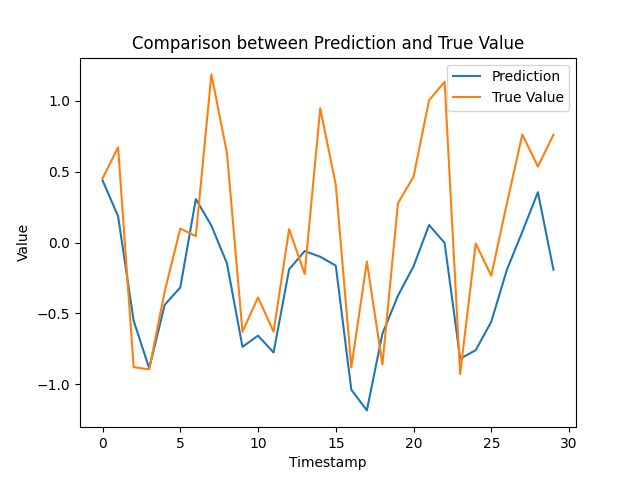 Comparison between Prediction and True Value
Prediction
True Value
1.0
0.5
0.0
−0.5
−1.0
Value
0 5 10 15 20 25 30
Timestamp